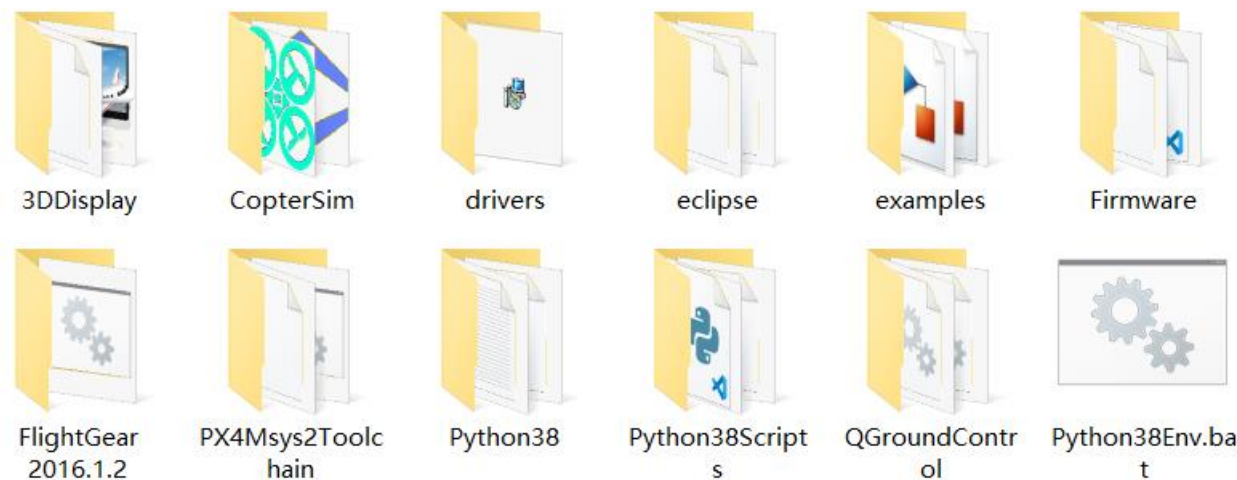 3DDisplay CopterSim drivers eclipse examples Firmware
FlightGear PX4Msys2Toolc Python38 Python38Script QGroundContr Python38Env.ba
2016.1.2 hain s ol t